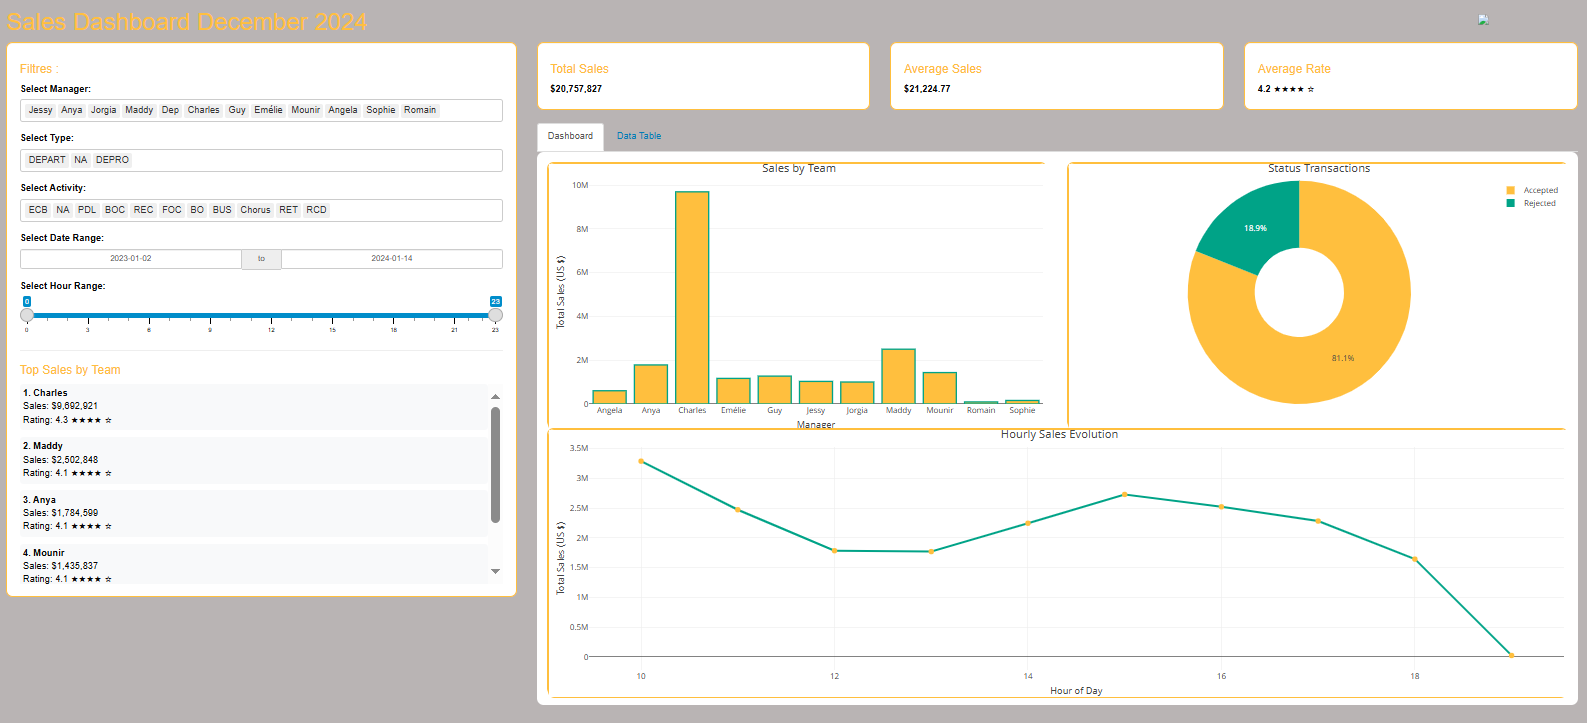 Sales Dashboard December 2024
Filtres :
Select Manager:
Jessy Anya Jorgia Maddy Dep Charles Guy Emélie Mounir Angela Sophie Romain
Select Type:
DEPART NA DEPRO
Select Activity:
ECB NA PDL BOC REC FOC BO BUS Chorus RET RCD
Select Date Range:
2023-01-02 to 2024-01-14
Select Hour Range:
0 23
0 3 6 9 12 15 18 21 23
Top Sales by Team
1. Charles
Sales: $9,692,921
Rating: 4.3 ★★★★ ☆
2. Maddy
Sales: $2,502,848
Rating: 4.1 ★★★★ ☆
3. Anya
Sales: $1,784,599
Rating: 4.1 ★★★★ ☆
4. Mounir
Sales: $1,435,837
Rating: 4.1 ★★★★ ☆
Total Sales
$20,757,827
Average Sales
$21,224.77
Average Rate
4.2 ★★★★ ☆
Dashboard Data Table
Sales by Team
10M
8M
6M
4M
2M
0
Total Sales (US $)
Angela Anya Charles Emélie Guy Jessy Jorgia Maddy Mounir Romain Sophie
Manager
Status Transactions
Accepted
Rejected
18.9%
81.1%
Hourly Sales Evolution
3.5M
3M
2.5M
2M
1.5M
1M
0.5M
0
Total Sales (US $)
10 12 14 16 18
Hour of Day